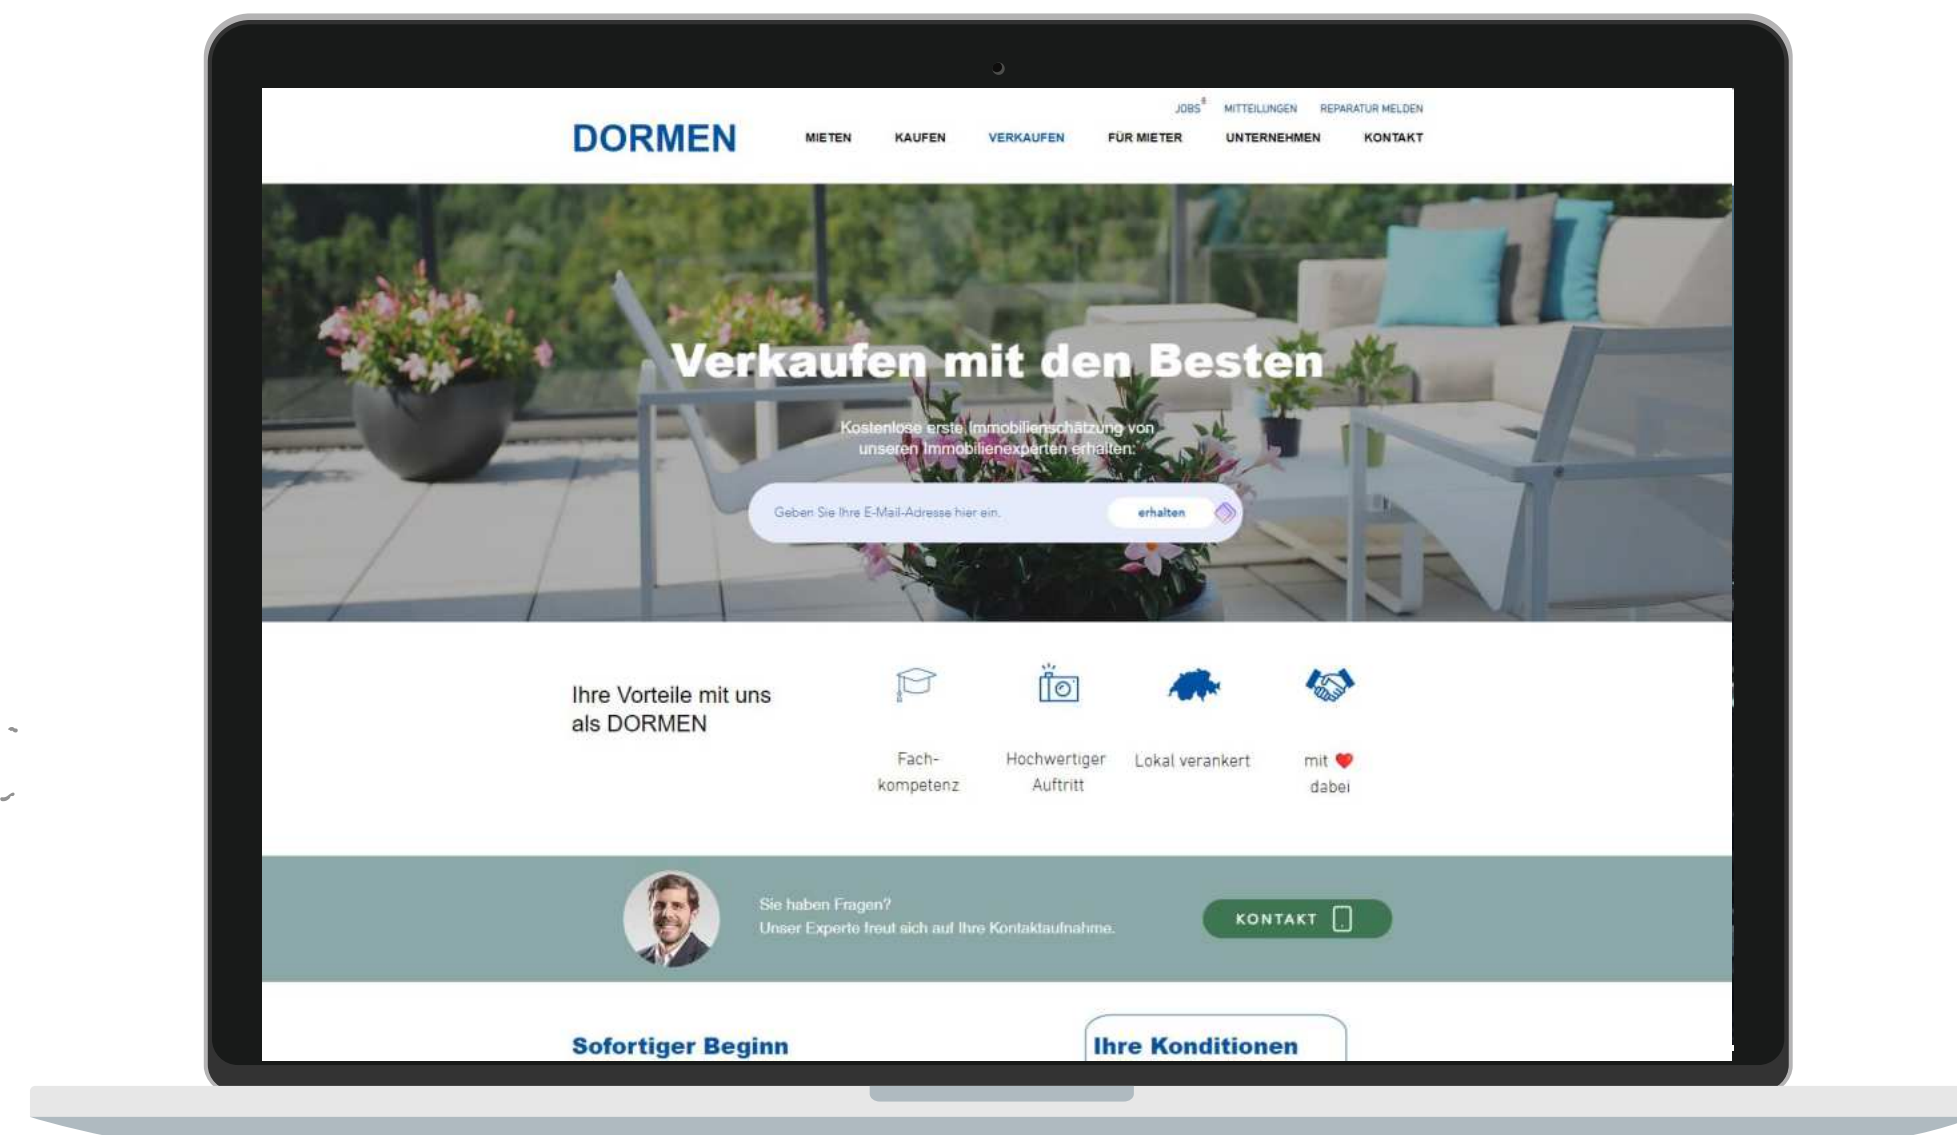 JOBS 8 MITTEILUNGEN REPARATUR MELDEN
DORMEN MIETEN KAUFEN VERKAUFEN FÜR MIETER UNTERNEHMEN KONTAKT
Verkaufen mit den Besten
Kostenlose erste Immobilienschätzung von
unseren Immobilienexperten erhalten:
Geben Sie Ihre E-Mail-Adresse hier ein. erhalten
Ihre Vorteile mit uns
als DORMEN
Fach-
kompetenz
Hochwertiger
Auftritt
Lokal verankert
mit ❤
dabei
Sie haben Fragen?
Unser Experte freut sich auf Ihre Kontaktaufnahme.
KONTAKT
Sofortiger Beginn
Ihre Konditionen